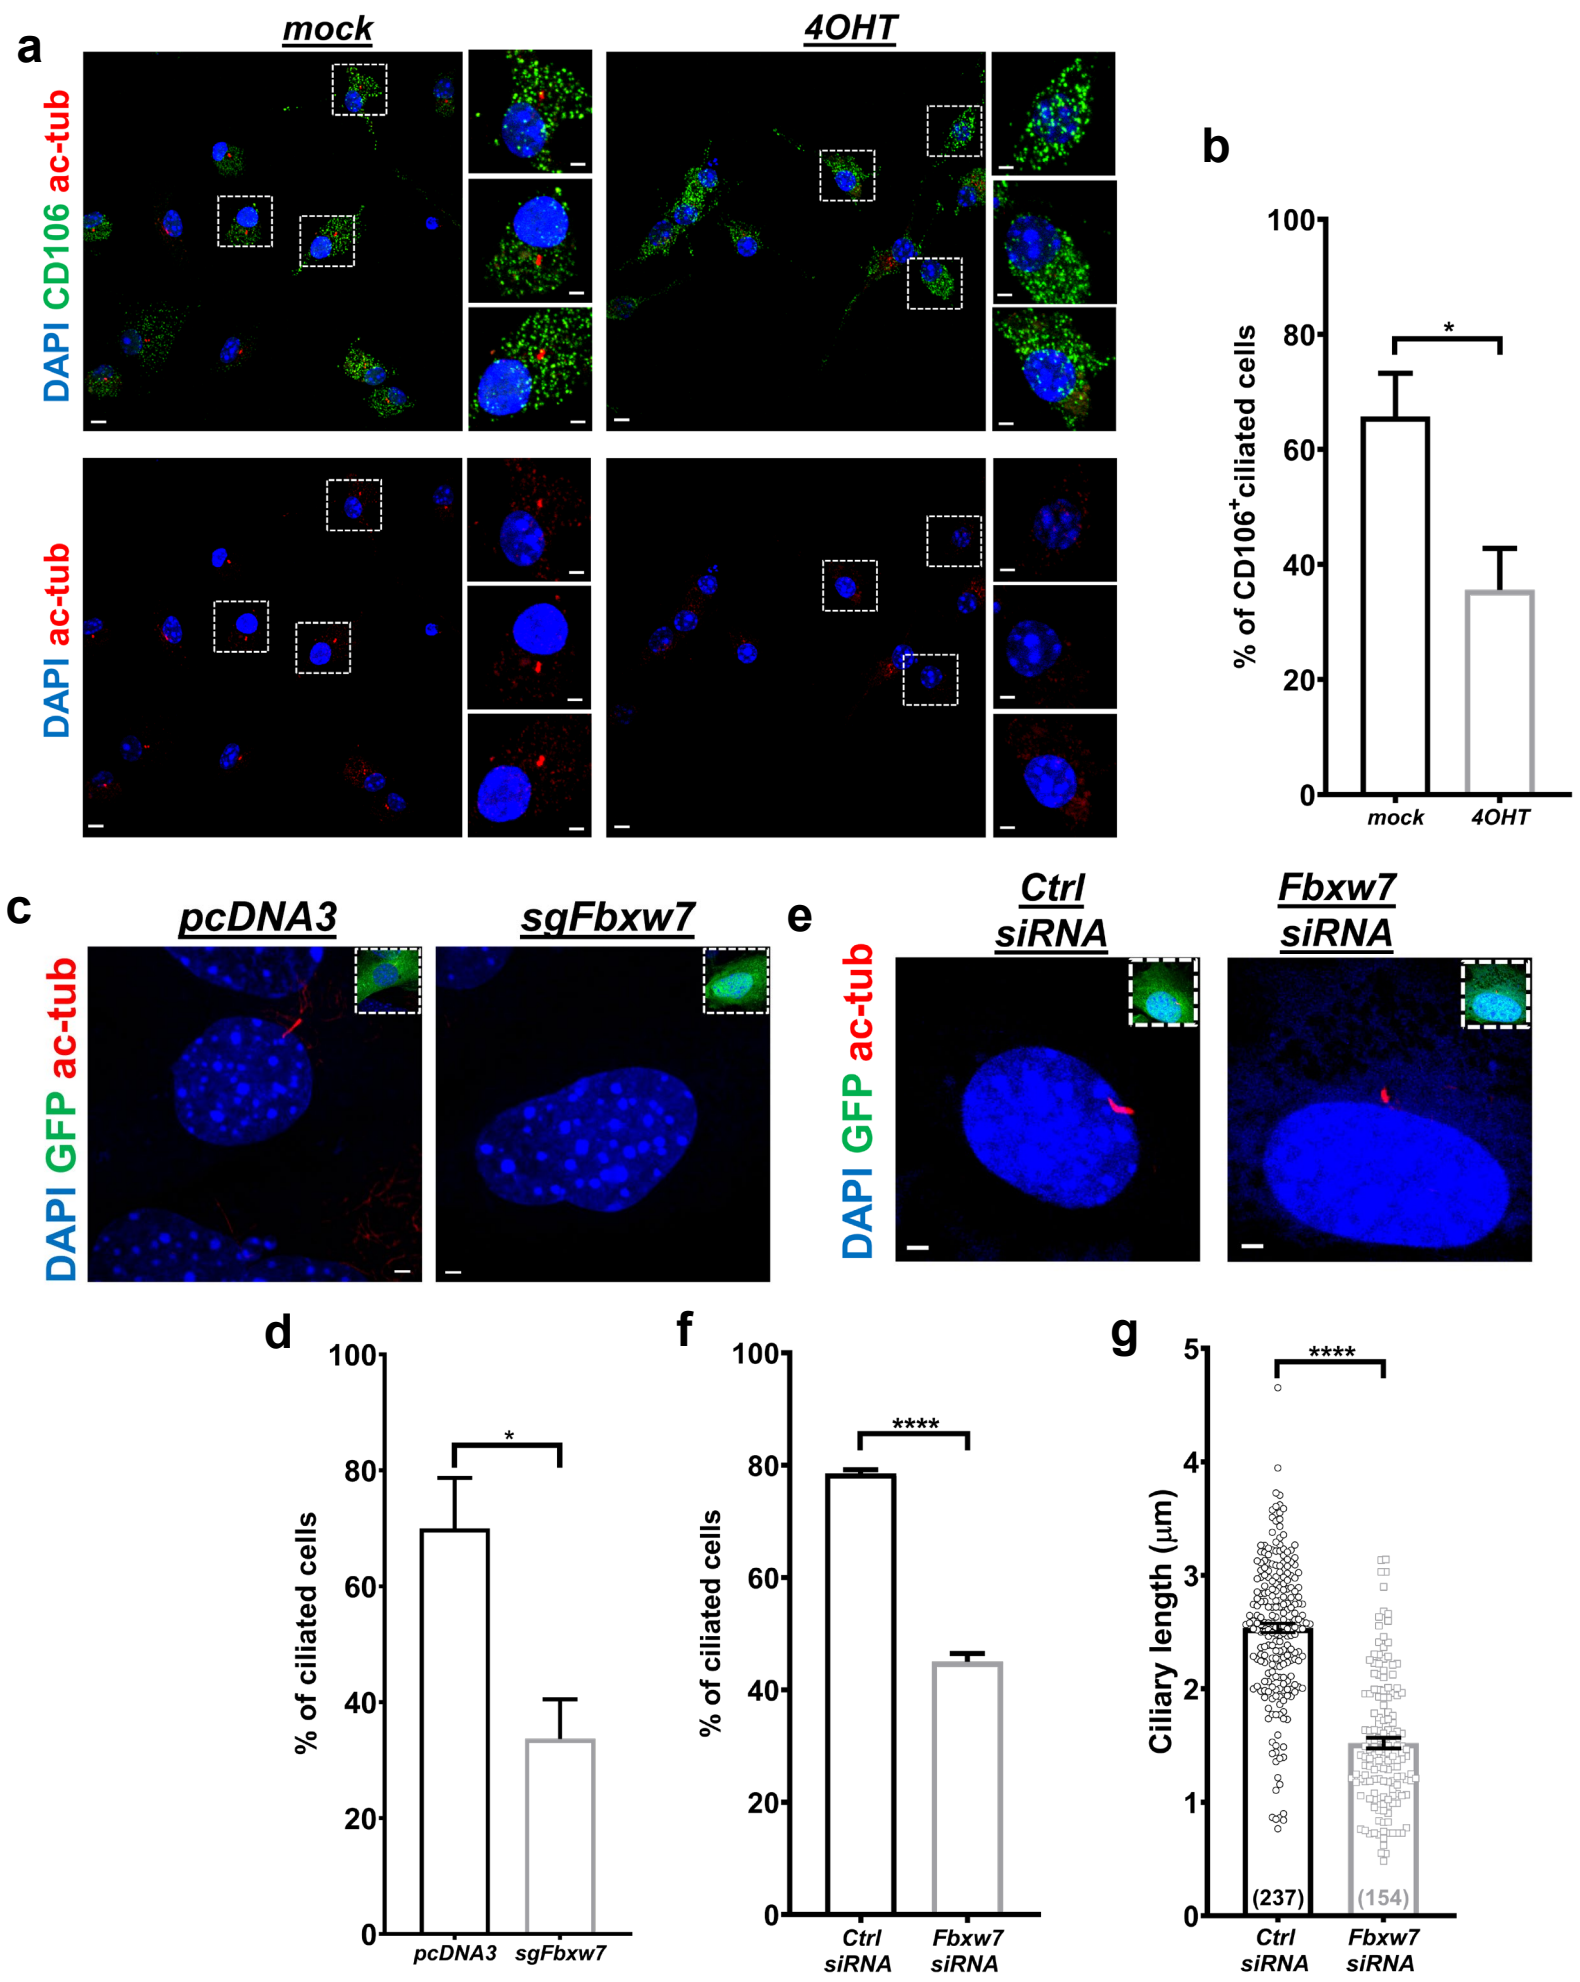 a
mock
4OHT
DAPI CD106 ac-tub
DAPI ac-tub
b
% of CD106+ciliated cells
100
80
60
40
20
0
*
mock
4OHT
c
pcDNA3
sgFbxw7
DAPI GFP ac-tub
e
Ctrl
siRNA
Fbxw7
siRNA
DAPI GFP ac-tub
d
% of ciliated cells
100
80
60
40
20
0
*
pcDNA3
sgFbxw7
f
% of ciliated cells
100
80
60
40
20
0
****
Ctrl
siRNA
Fbxw7
siRNA
g
Ciliary length (μm)
5
4
3
2
1
0
****
(237)
(154)
Ctrl
siRNA
Fbxw7
siRNA